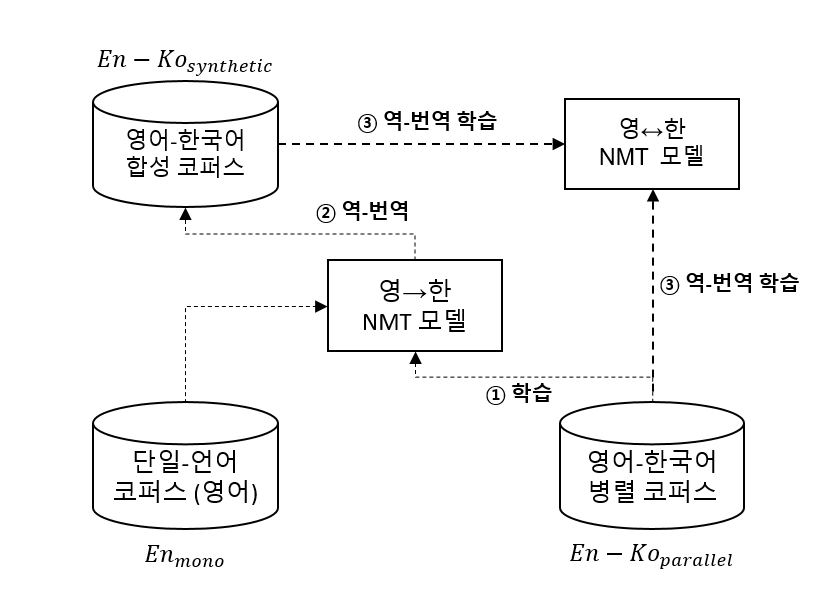 En − Ko_synthetic
영어-한국어
합성 코퍼스
③ 역-번역 학습
영↔한
NMT 모델
② 역-번역
영→한
NMT 모델
③ 역-번역 학습
① 학습
단일-언어
코퍼스 (영어)
영어-한국어
병렬 코퍼스
En_mono
En − Ko_parallel